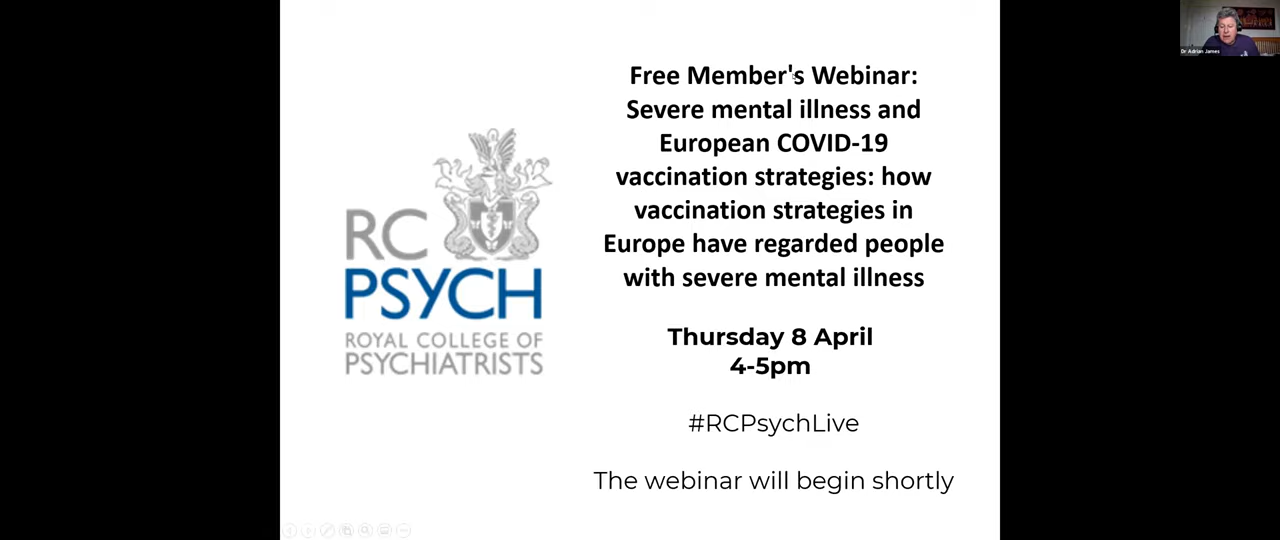 Free Member's Webinar:
Severe mental illness and
European COVID-19
vaccination strategies: how
vaccination strategies in
Europe have regarded people
with severe mental illness
Thursday 8 April
4-5pm
#RCPsychLive
The webinar will begin shortly
RC
PSYCH
ROYAL COLLEGE OF
PSYCHIATRISTS
Dr Adrian James